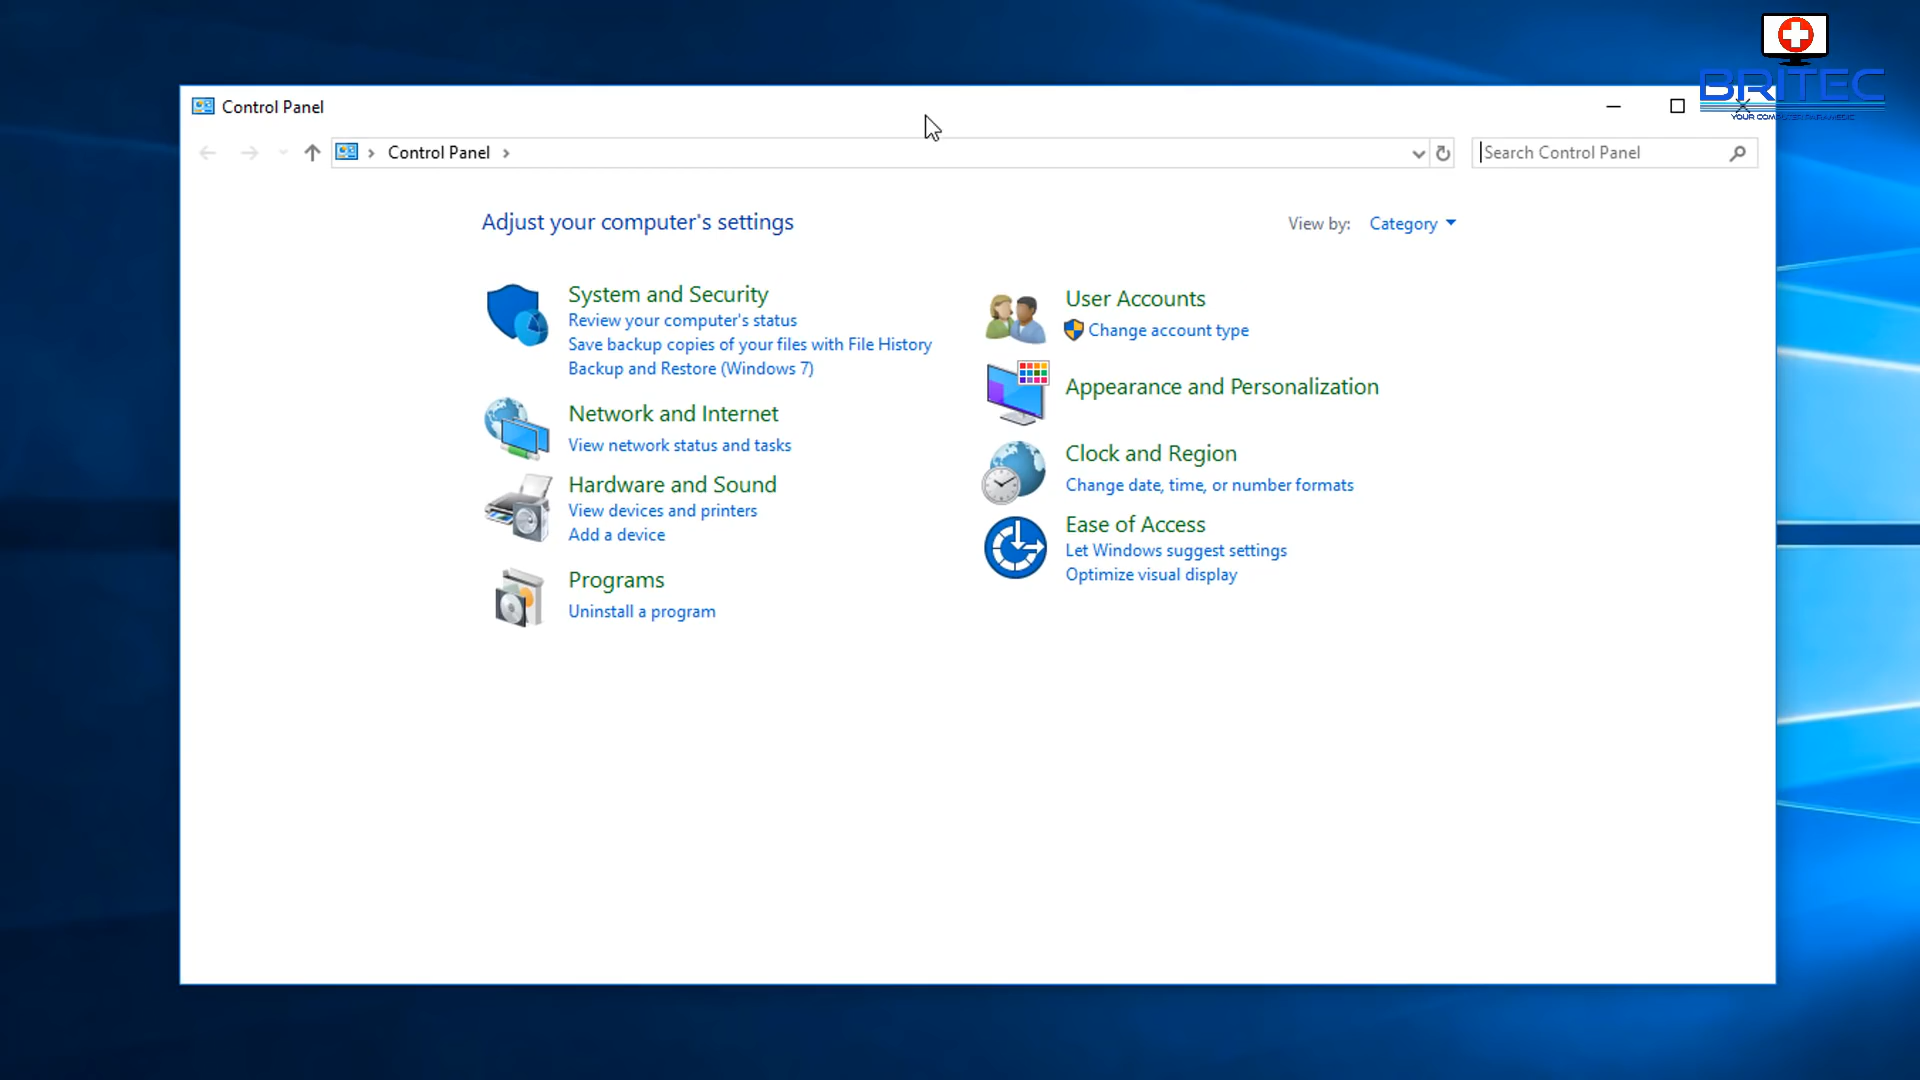 BRITEC
YOUR COMPUTER PARAMEDIC
Control Panel
Control Panel
Search Control Panel
Adjust your computer's settings
View by: Category
System and Security
Review your computer's status
Save backup copies of your files with File History
Backup and Restore (Windows 7)
Network and Internet
View network status and tasks
Hardware and Sound
View devices and printers
Add a device
Programs
Uninstall a program
User Accounts
Change account type
Appearance and Personalization
Clock and Region
Change date, time, or number formats
Ease of Access
Let Windows suggest settings
Optimize visual display